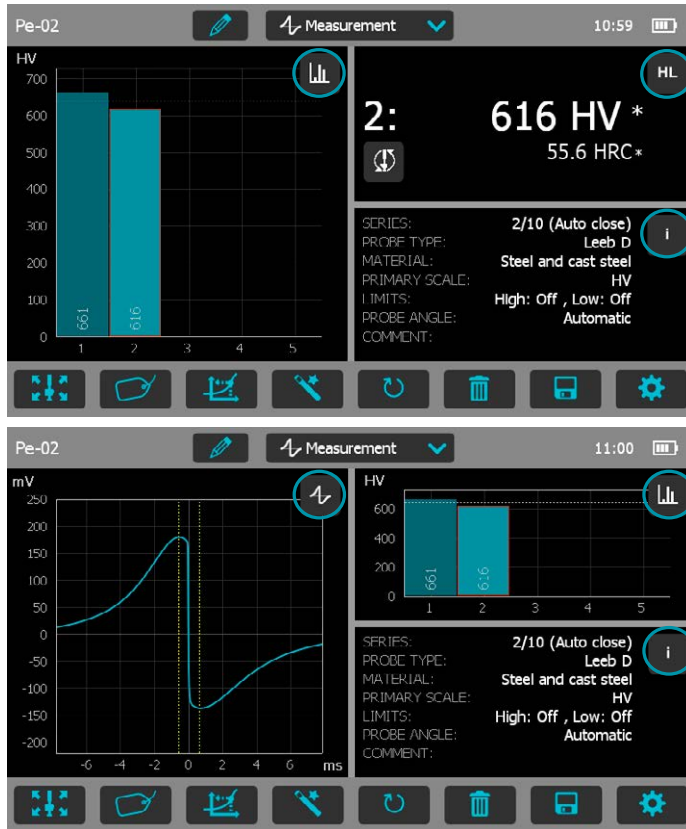 Pe-02
Measurement
10:59
HV
700
600
500
400
300
200
100
0
661
616
1 2 3 4 5
HL
2: 616 HV *
55.6 HRC*
SERIES: 2/10 (Auto close)
PROBE TYPE: Leeb D
MATERIAL: Steel and cast steel
PRIMARY SCALE: HV
LIMITS: High: Off , Low: Off
PROBE ANGLE: Automatic
COMMENT:
i
Pe-02
Measurement
11:00
mV
250
200
150
100
50
0
-50
-100
-150
-200
-6 -4 -2 0 2 4 6 ms
HV
600
400
200
0
661
616
1 2 3 4 5
SERIES: 2/10 (Auto close)
PROBE TYPE: Leeb D
MATERIAL: Steel and cast steel
PRIMARY SCALE: HV
LIMITS: High: Off , Low: Off
PROBE ANGLE: Automatic
COMMENT:
i